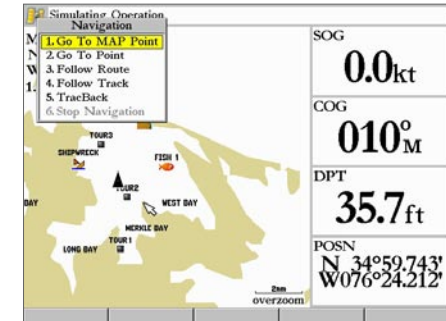 Simulating Operation
Navigation
1. Go To MAP Point
2. Go To Point
3. Follow Route
4. Follow Track
5. TracBack
6. Stop Navigation
M
N
W
1.
SOG
0.0kt
COG
010°M
DPT
35.7ft
POSN
N 34°59.743'
W076°24.212'
TOUR3
SHIPWRECK
FISH 1
TOUR2
WEST BAY
BAY
MERKLE BAY
TOUR1
LONG BAY
2nm
overzoom